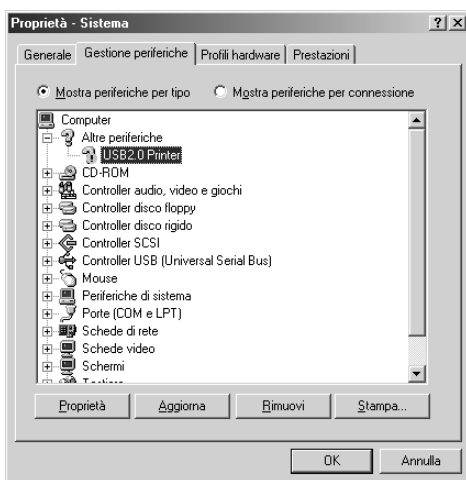 Proprietà - Sistema
Generale Gestione periferiche Profili hardware Prestazioni
Mostra periferiche per tipo Mostra periferiche per connessione
Computer
Altre periferiche
USB2.0 Printer
CD-ROM
Controller audio, video e giochi
Controller disco floppy
Controller disco rigido
Controller SCSI
Controller USB (Universal Serial Bus)
Mouse
Periferiche di sistema
Porte (COM e LPT)
Schede di rete
Schede video
Schermi
Proprietà Aggiorna Rimuovi Stampa...
OK Annulla